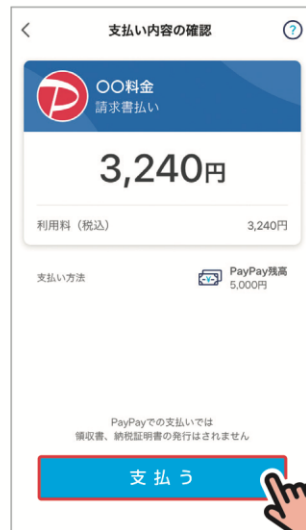 支払い内容の確認
?
〇〇料金
請求書払い
3,240円
利用料（税込） 3,240円
支払い方法 PayPay残高
5,000円
PayPayでの支払いでは
領収書、納税証明書の発行はされません
支払う